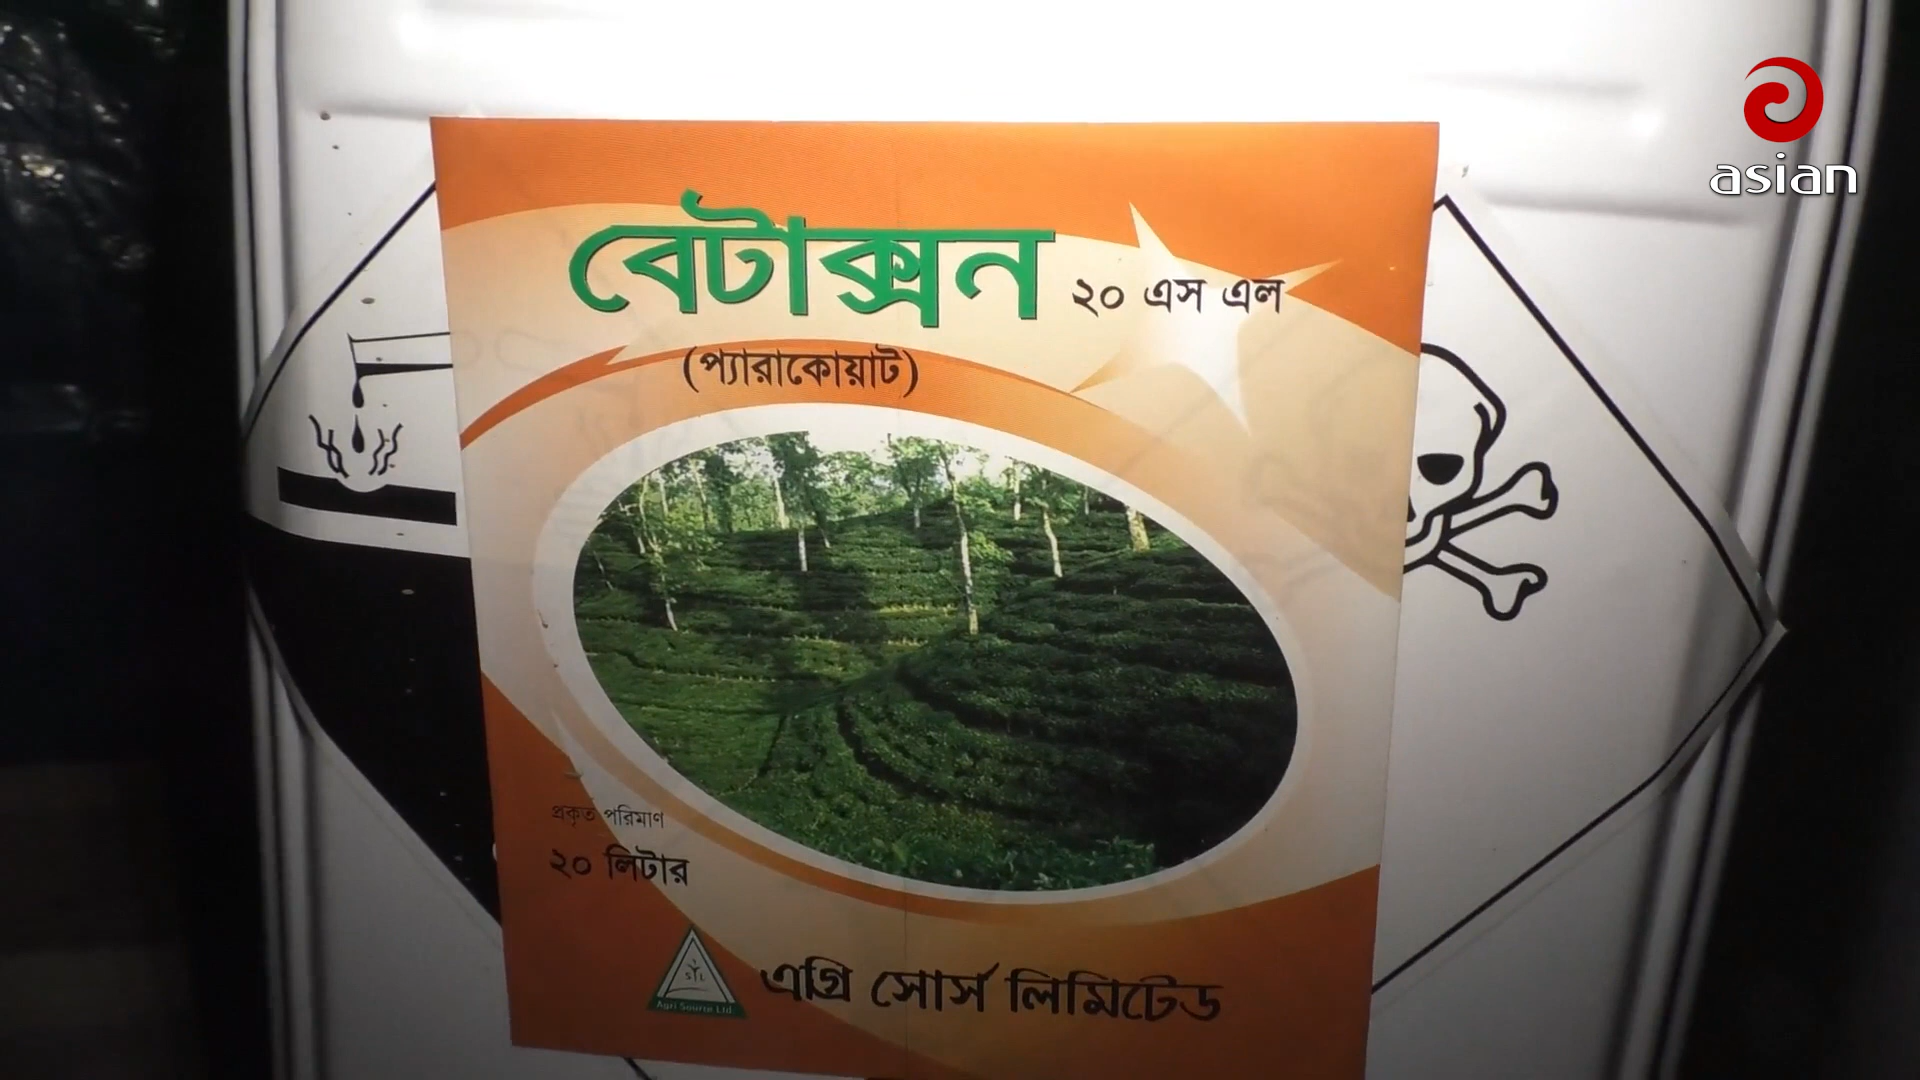 asian
বেটাক্সন ২০ এস এল
(প্যারাকোয়াট)
প্রকৃত পরিমাণ
২০ লিটার
Agri Source Ltd.
এগ্রি সোর্স লিমিটেড